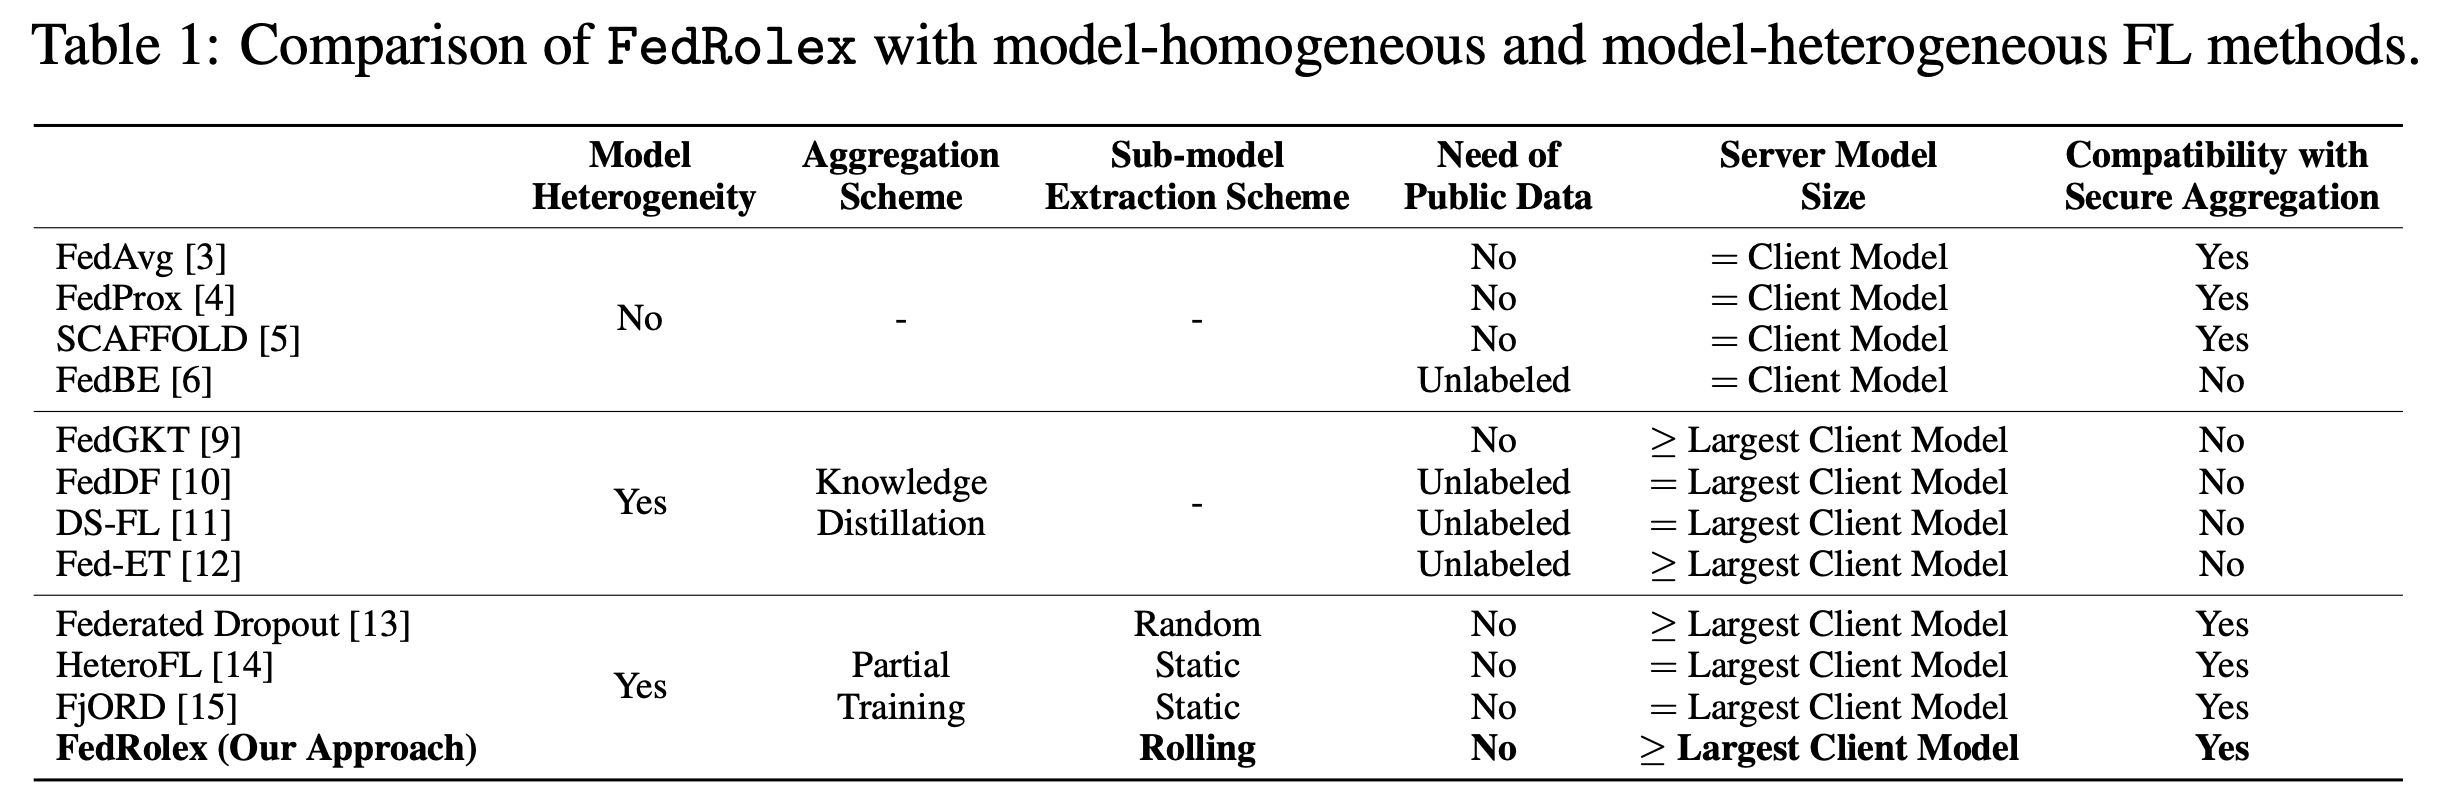 Table 1: Comparison of FedRolex with model-homogeneous and model-heterogeneous FL methods.
Model Aggregation Sub-model Need of Server Model Compatibility with
Heterogeneity Scheme Extraction Scheme Public Data Size Secure Aggregation
FedAvg [3] No = Client Model Yes
FedProx [4] No = Client Model Yes
No - -
SCAFFOLD [5] No = Client Model Yes
FedBE [6] Unlabeled = Client Model No
FedGKT [9] No ≥ Largest Client Model No
FedDF [10] Knowledge Unlabeled = Largest Client Model No
Yes -
DS-FL [11] Distillation Unlabeled = Largest Client Model No
Fed-ET [12] Unlabeled ≥ Largest Client Model No
Federated Dropout [13] Random No ≥ Largest Client Model Yes
HeteroFL [14] Partial Static No = Largest Client Model Yes
Yes
FjORD [15] Training Static No = Largest Client Model Yes
FedRolex (Our Approach) Rolling No ≥ Largest Client Model Yes